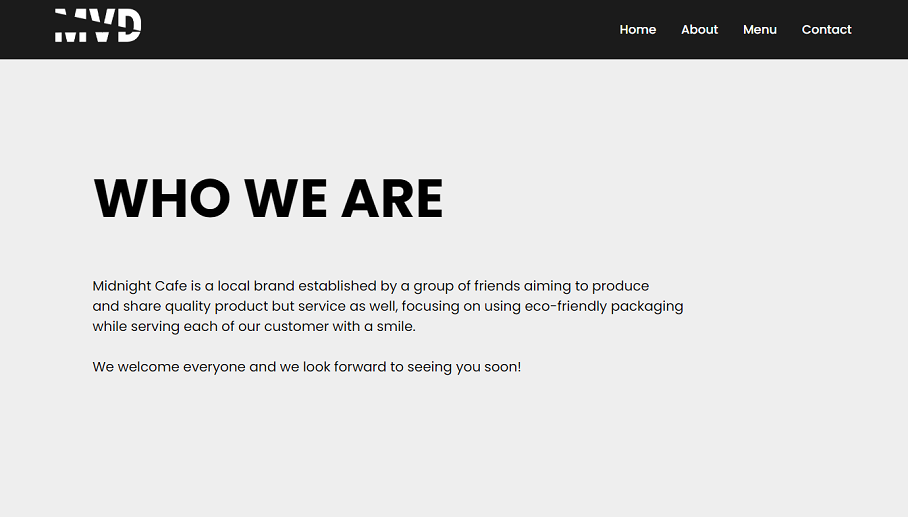 MVD
Home About Menu Contact
WHO WE ARE
Midnight Cafe is a local brand established by a group of friends aiming to produce
and share quality product but service as well, focusing on using eco-friendly packaging
while serving each of our customer with a smile.
We welcome everyone and we look forward to seeing you soon!